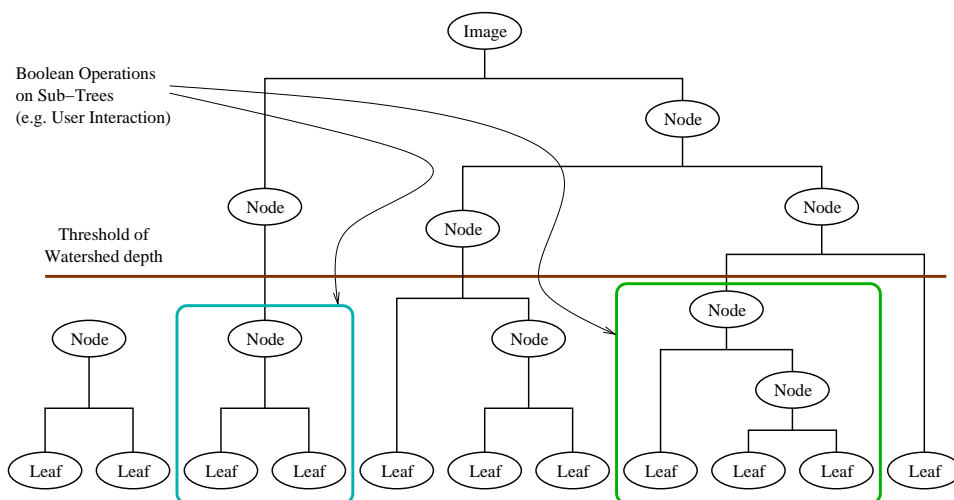 Image
Boolean Operations
on Sub−Trees
(e.g. User Interaction)
Node
Node
Node
Node
Threshold of
Watershed depth
Node
Node
Node
Node
Node
Leaf
Leaf
Leaf
Leaf
Leaf
Leaf
Leaf
Leaf
Leaf
Leaf
Leaf